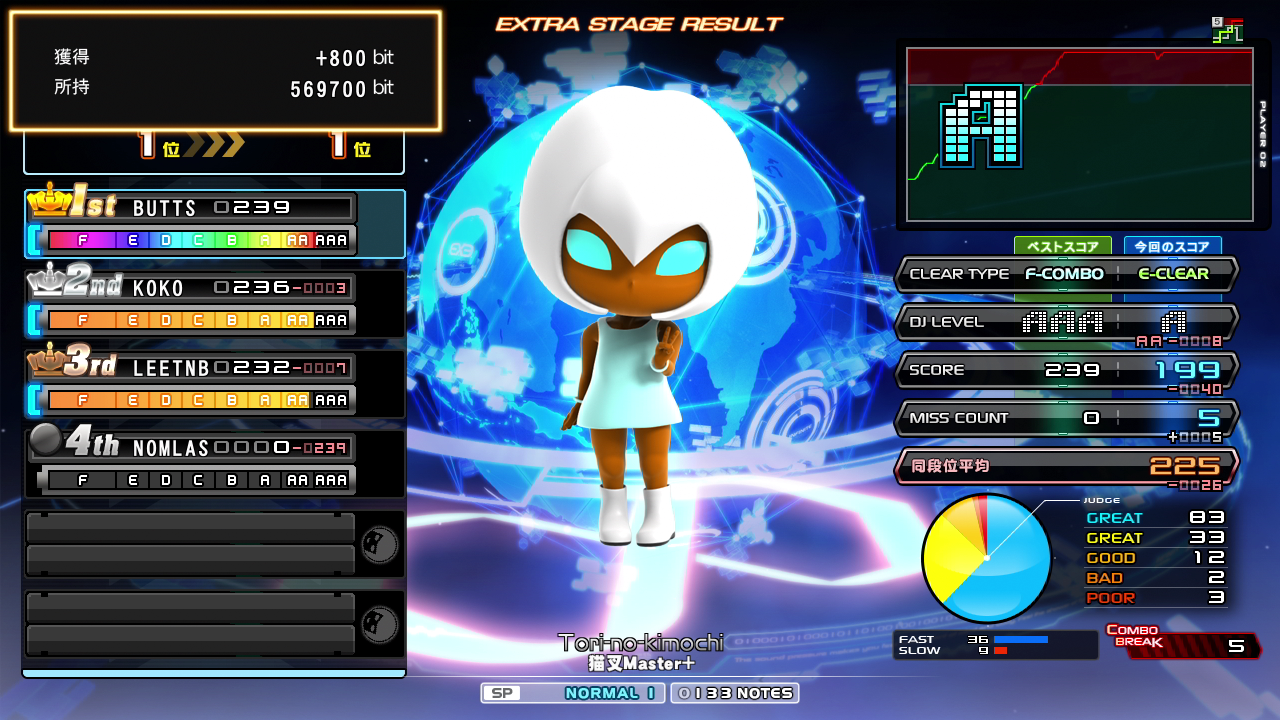 EXTRA STAGE RESULT
獲得 +800 bit
所持 569700 bit
1位 1位
1st BUTTS 0239
F E D C B A AA AAA
2nd KOKO 0236 -0003
F E D C B A AA AAA
3rd LEETNB 0232 -0007
F E D C B A AA AAA
4th NOMLAS 0000 -0239
F E D C B A AA AAA
5
A
PLAYER 02
ベストスコア 今回のスコア
CLEAR TYPE F-COMBO E-CLEAR
DJ LEVEL AAA A
AA -0008
SCORE 239 199
-0040
MISS COUNT 0 5
+0005
同段位平均 225
-0026
JUDGE
GREAT 83
GREAT 33
GOOD 12
BAD 2
POOR 3
FAST 36
SLOW 9
COMBO BREAK 5
Tori-no-kimochi
猫叉Master+
SP NORMAL 1 0133 NOTES